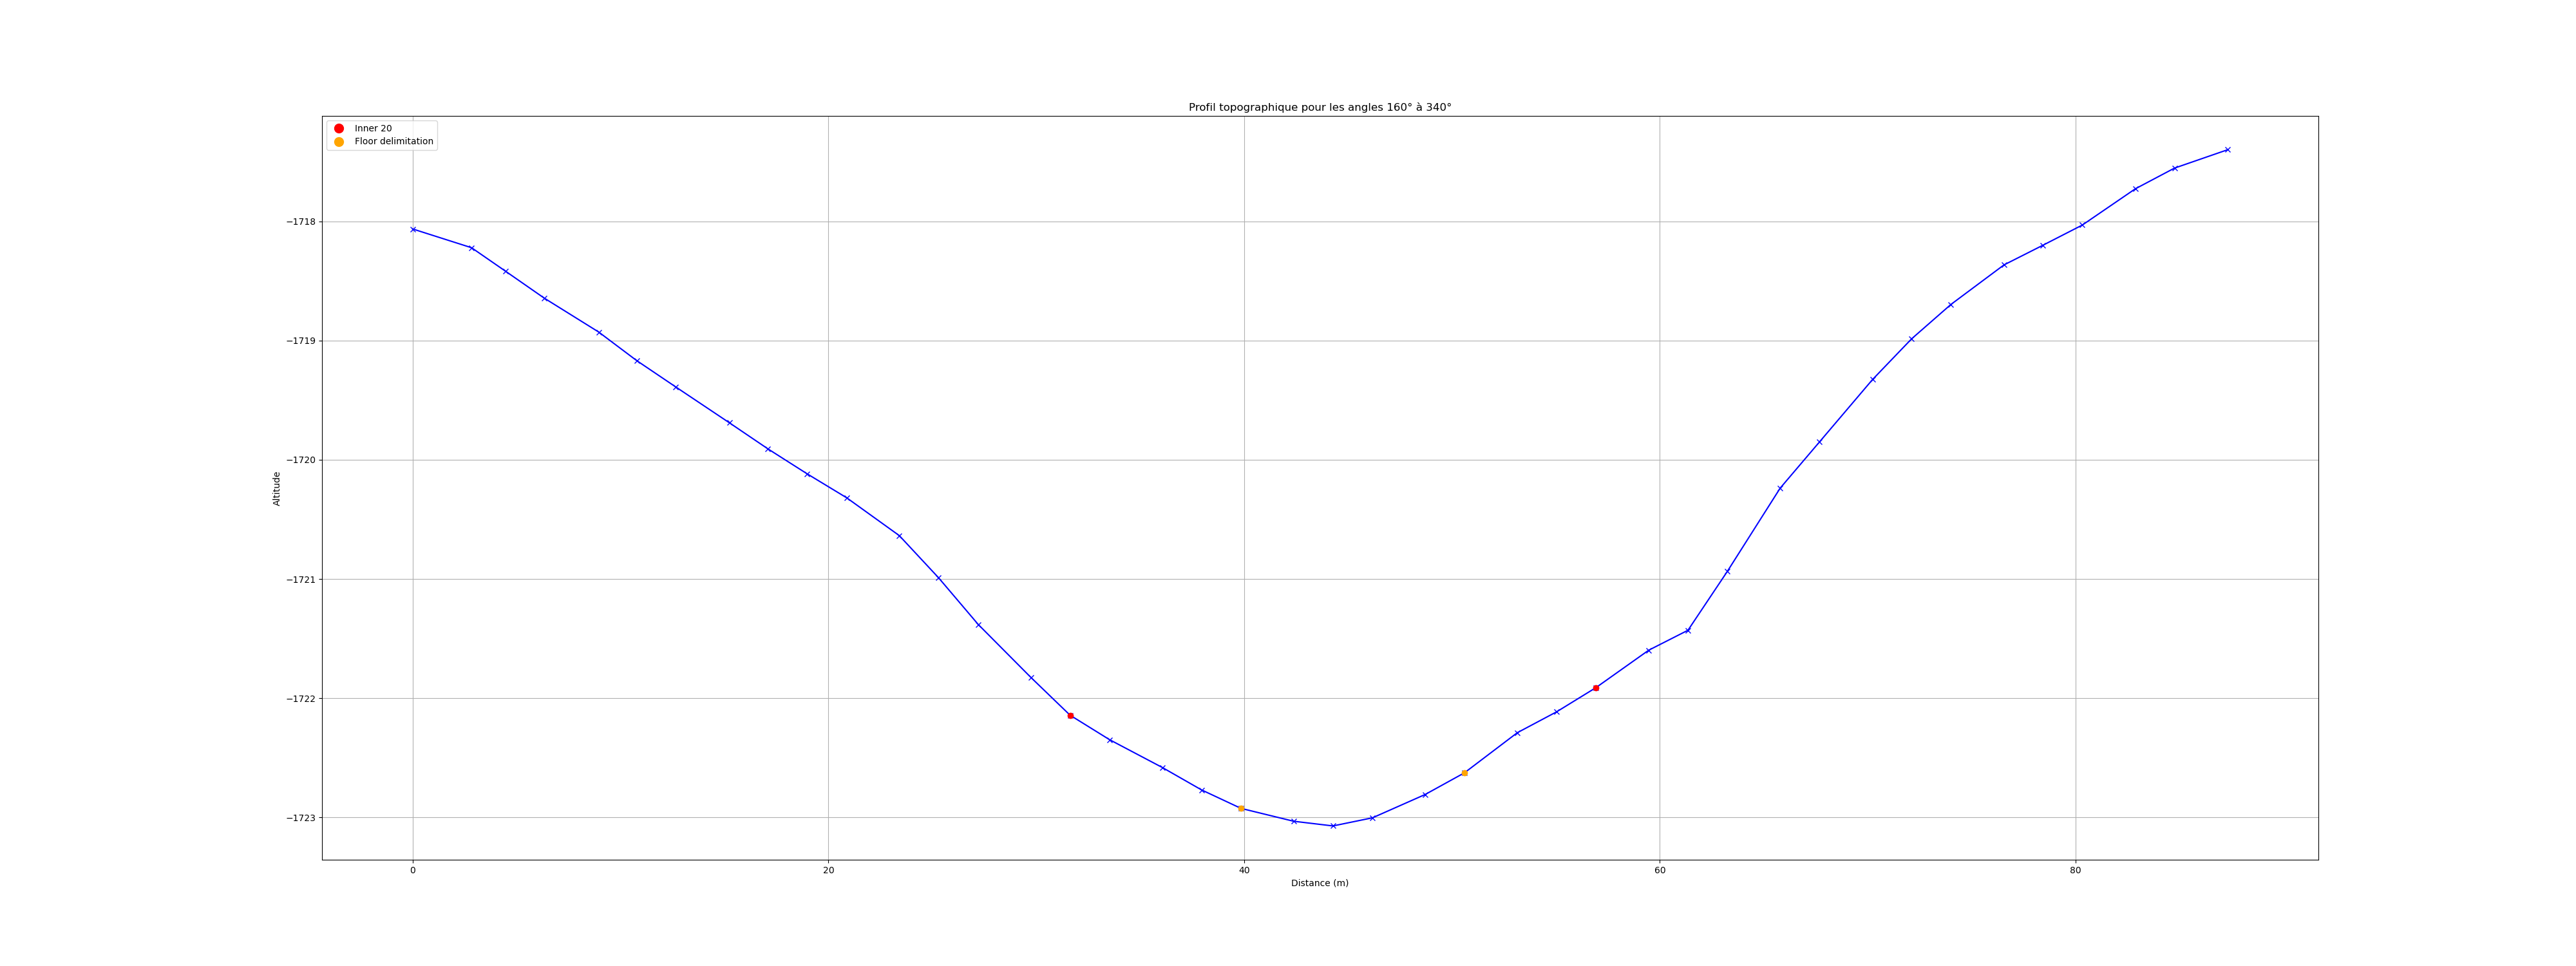 Profil topographique pour les angles 160° à 340°
Inner 20
Floor delimitation
−1718
−1719
−1720
−1721
−1722
−1723
Altitude
0 20 40 60 80
Distance (m)